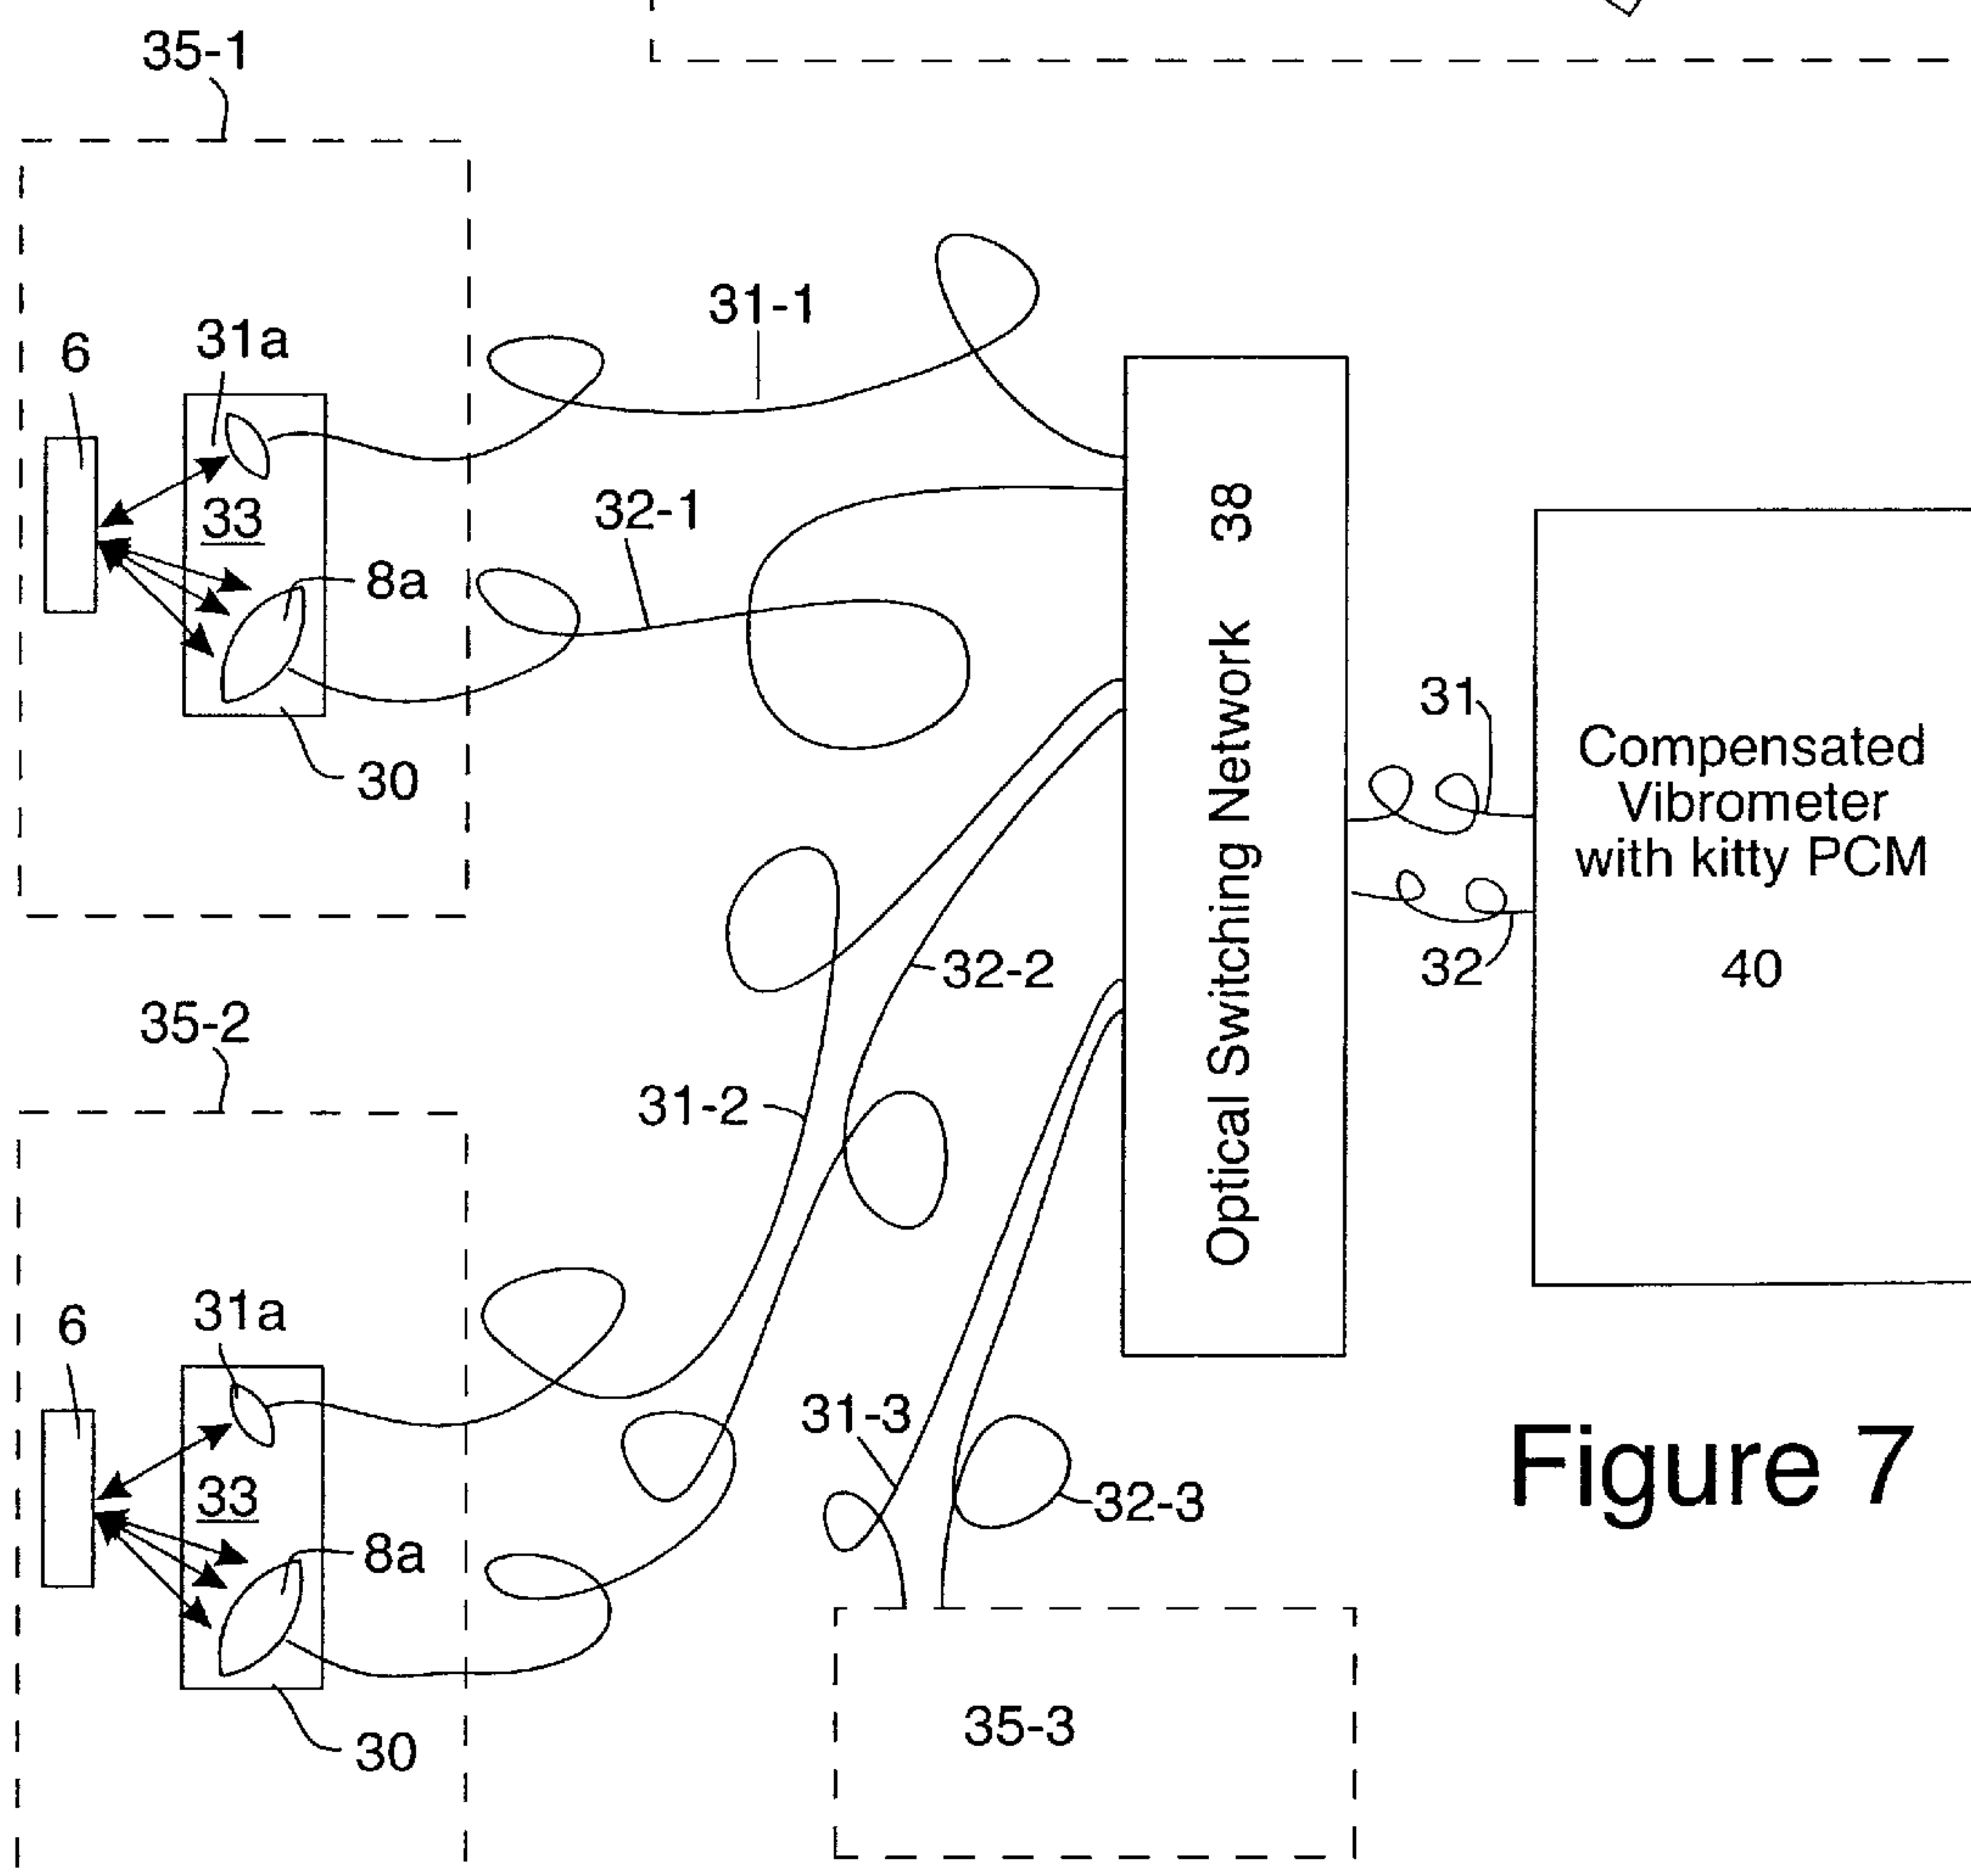 35-1
31-1
31a
6
32-1
33
8a
30
Optical Switching Network 38
31
Compensated
Vibrometer
with kitty PCM
40
32
32-2
35-2
31-2
31a
6
33
8a
30
31-3
32-3
35-3
Figure 7